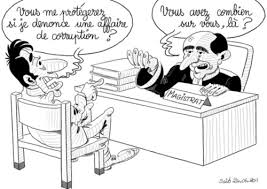 Vous me protégerez
si je dénonce une affaire
de corruption ?
Vous avez combien
sur vous, là ?
MAGISTRAT